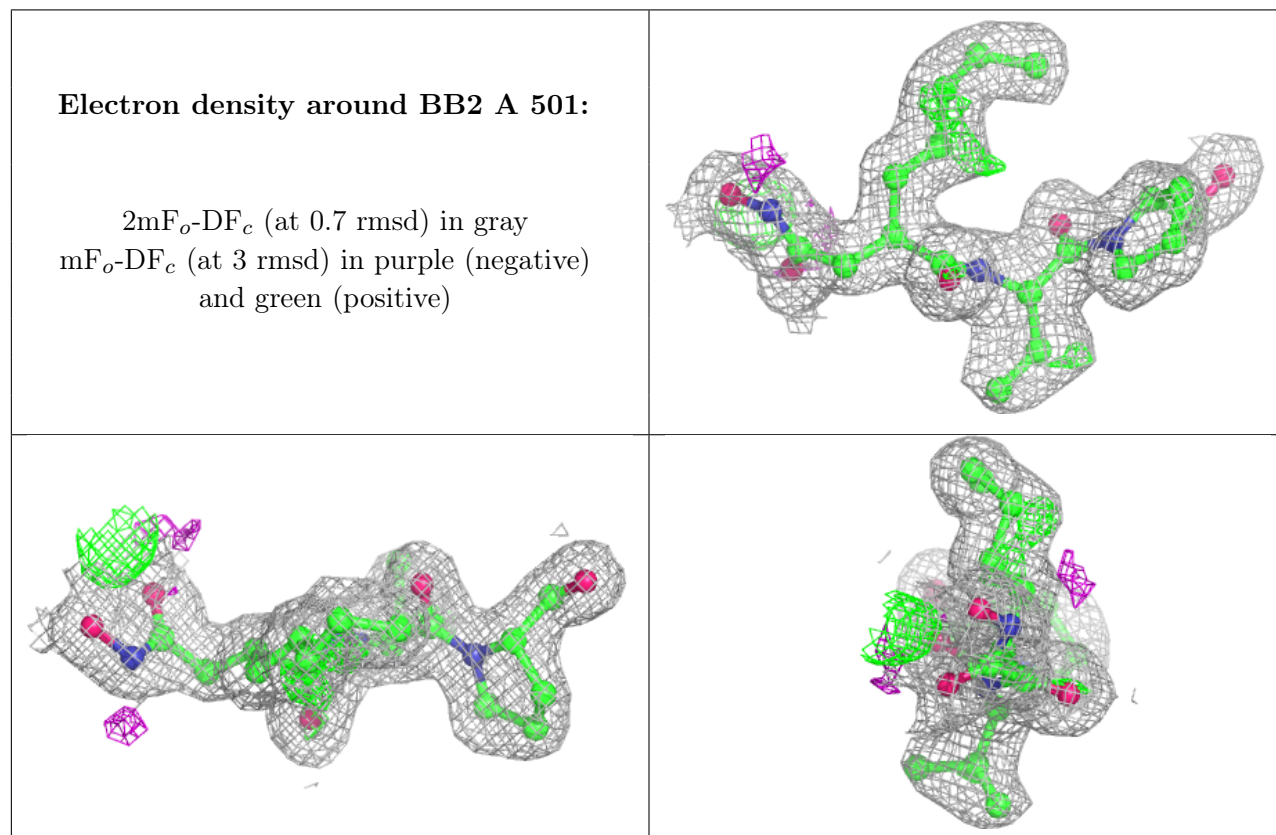 Electron density around BB2 A 501:
2mFo-DFc (at 0.7 rmsd) in gray
mFo-DFc (at 3 rmsd) in purple (negative)
and green (positive)